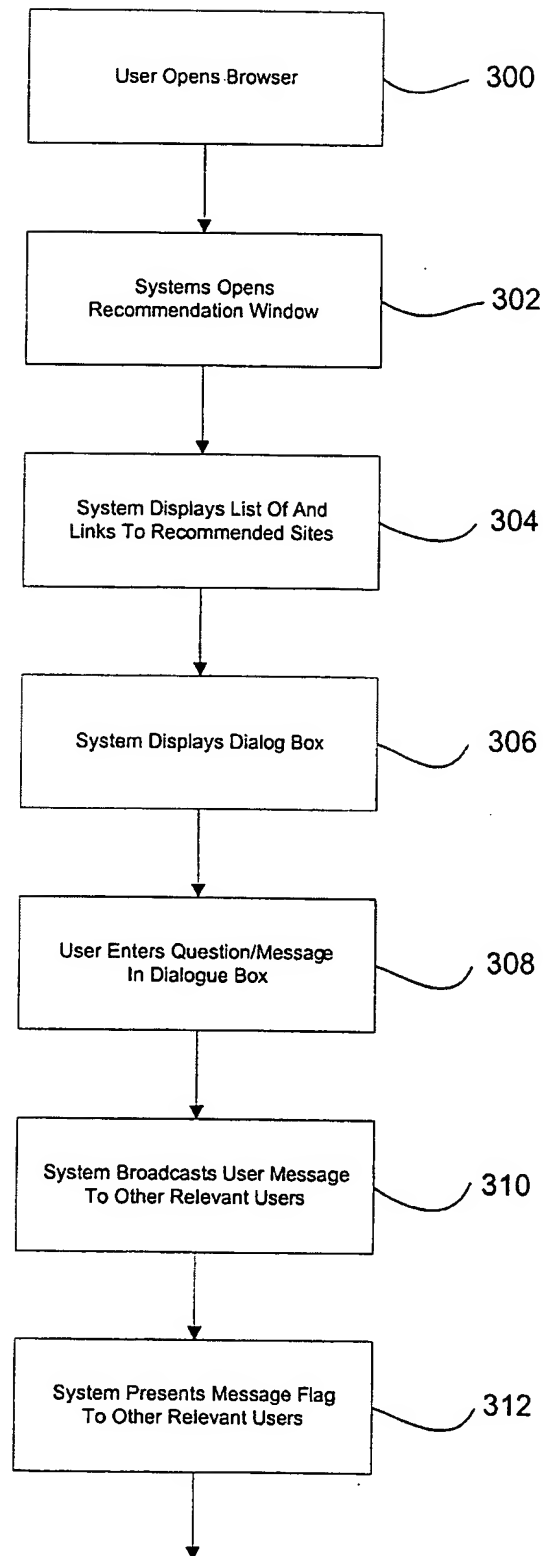 User Opens Browser
300
Systems Opens
Recommendation Window
302
System Displays List Of And
Links To Recommended Sites
304
System Displays Dialog Box
306
User Enters Question/Message
In Dialogue Box
308
System Broadcasts User Message
To Other Relevant Users
310
System Presents Message Flag
To Other Relevant Users
312